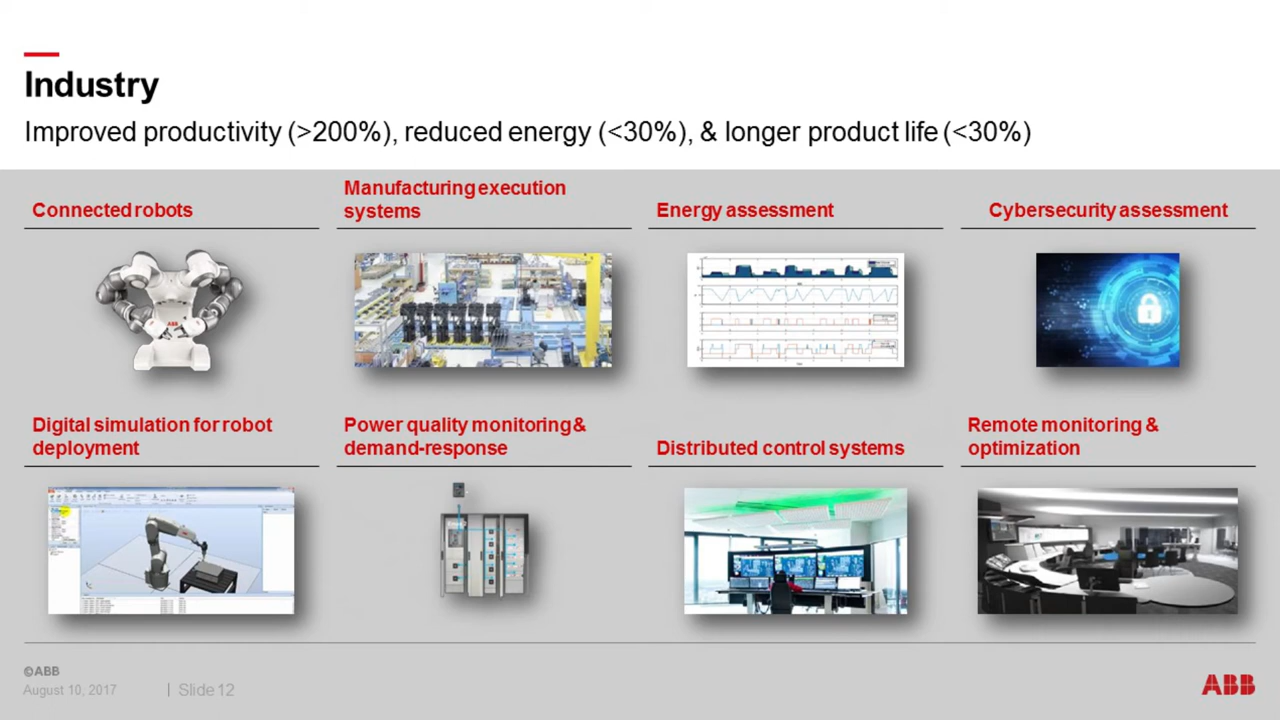 Industry
Improved productivity (>200%), reduced energy (<30%), & longer product life (<30%)
Connected robots
Manufacturing execution
systems
Energy assessment
Cybersecurity assessment
ABB
Digital simulation for robot
deployment
Power quality monitoring &
demand-response
Distributed control systems
Remote monitoring &
optimization
©ABB
August 10, 2017
| Slide 12
ABB